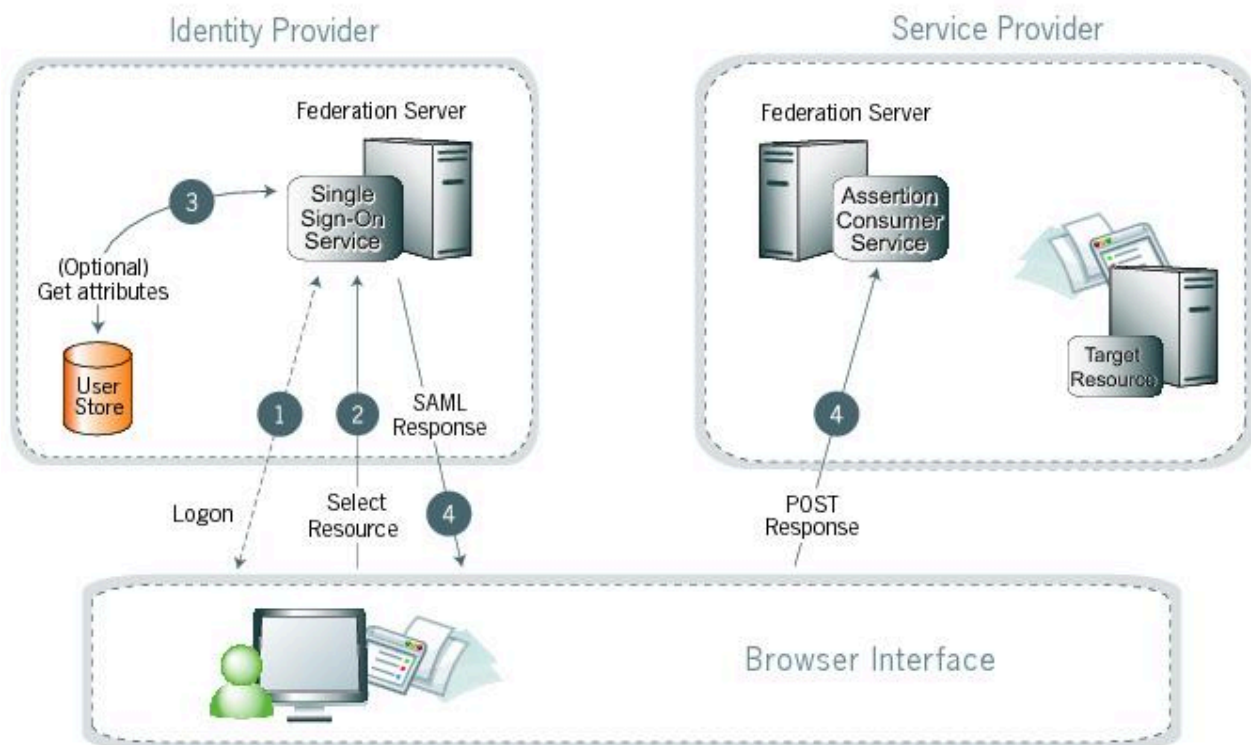 Identity Provider
Service Provider
Federation Server
Single
Sign-On
Service
3
(Optional)
Get attributes
User
Store
1
2
SAML
Response
4
Logon
Select
Resource
Federation Server
Assertion
Consumer
Service
Target
Resource
4
POST
Response
Browser Interface